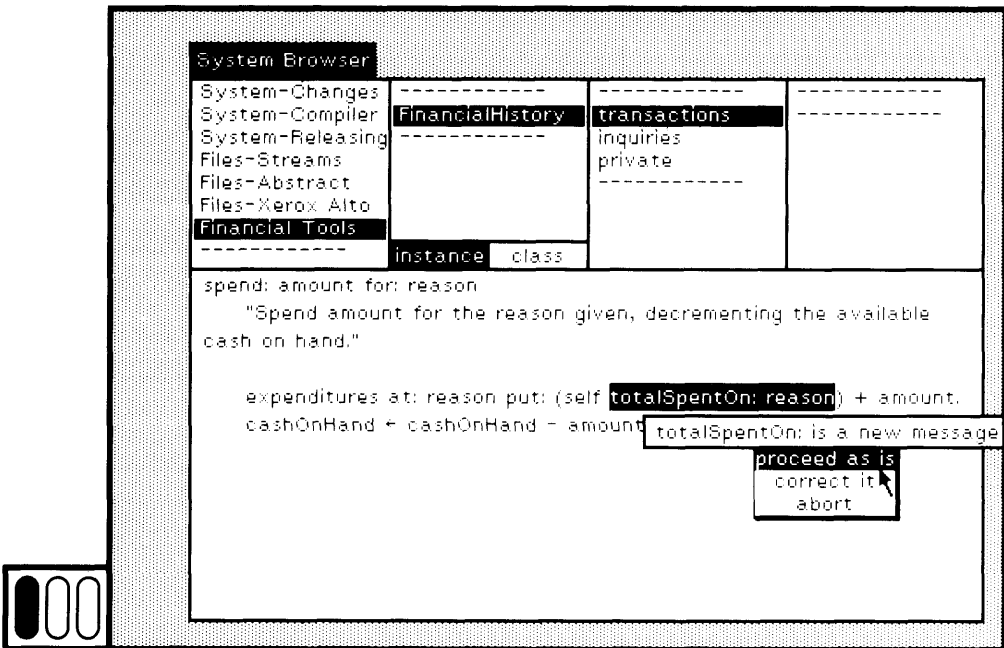 System Browser
System-Changes
System-Compiler
System-Releasing
Files-Streams
Files-Abstract
Files-Xerox Alto
Financial Tools
------------
------------
FinancialHistory
------------
instance class
------------
transactions
inquiries
private
------------
------------
------------
spend: amount for: reason
"Spend amount for the reason given, decrementing the available
cash on hand."
expenditures at: reason put: (self totalSpentOn: reason) + amount.
cashOnHand ← cashOnHand - amount
totalSpentOn: is a new message
proceed as is
correct it
abort